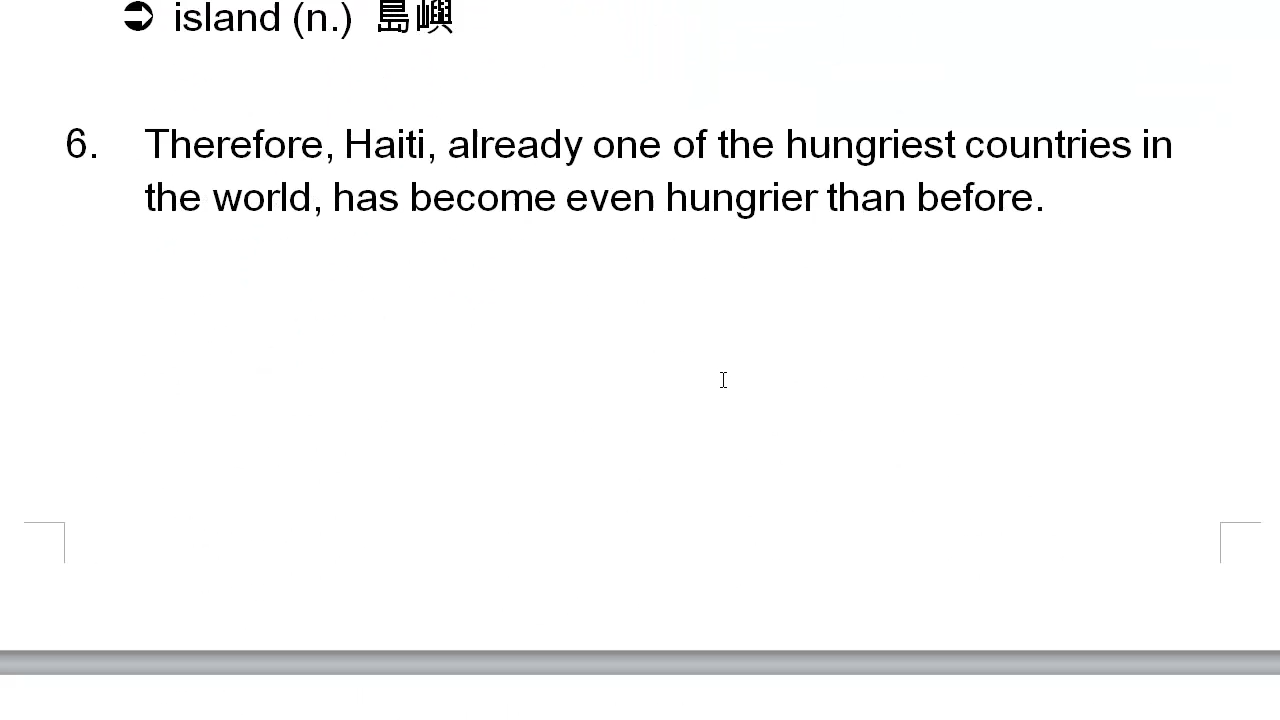 ➲ island (n.) 島嶼
6. Therefore, Haiti, already one of the hungriest countries in
the world, has become even hungrier than before.